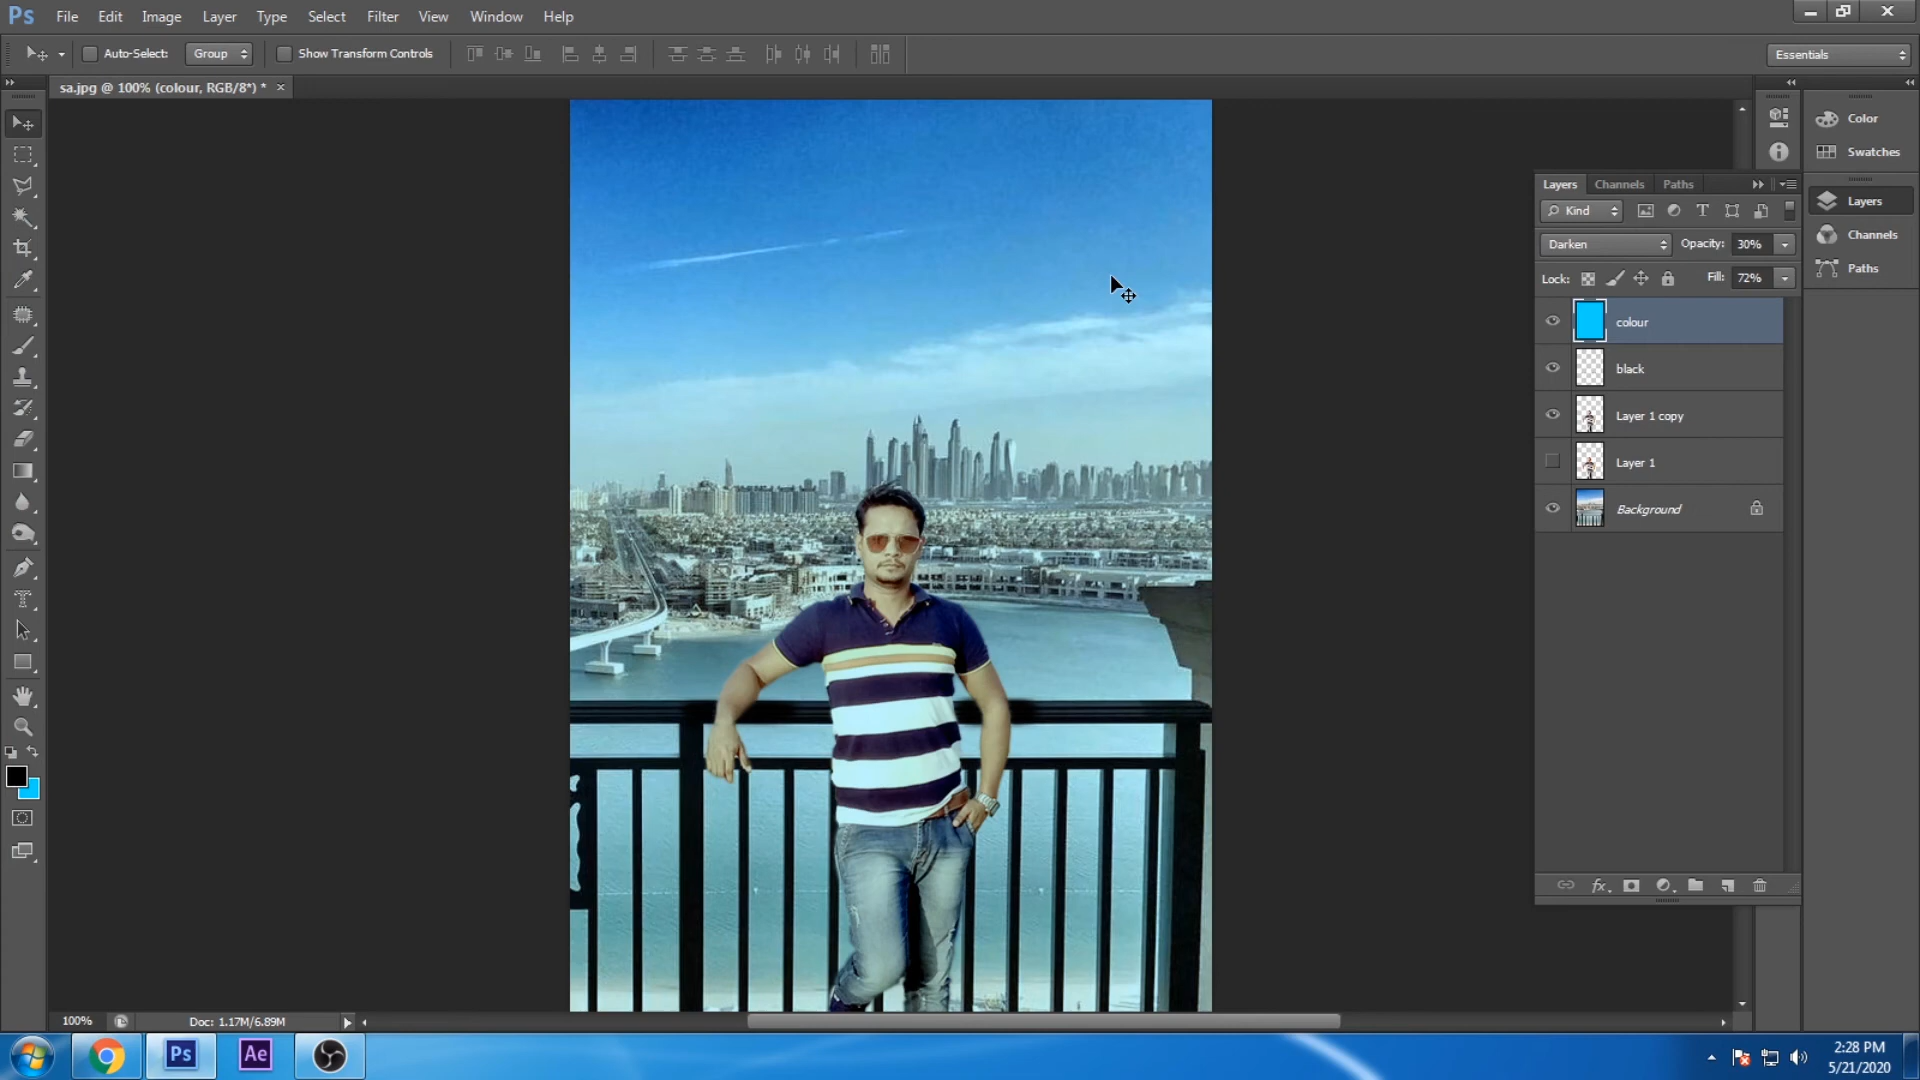 Ps File Edit Image Layer Type Select Filter View Window Help
Auto-Select: Group Show Transform Controls Essentials
sa.jpg @ 100% (colour, RGB/8*) *
Color
Swatches
Layers
Channels
Paths
Layers Channels Paths
Kind
Darken Opacity: 30%
Lock: Fill: 72%
colour
black
Layer 1 copy
Layer 1
Background
fx
100% Doc: 1.17M/6.89M
Ps Ae
2:28 PM
5/21/2020